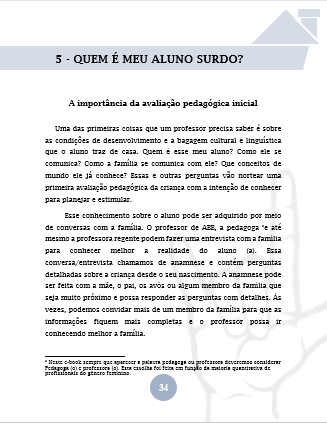 5 - QUEM É MEU ALUNO SURDO?
A importância da avaliação pedagógica inicial
Uma das primeiras coisas que um professor precisa saber é sobre
as condições de desenvolvimento e a bagagem cultural e linguística
que o aluno traz de casa. Quem é esse meu aluno? Como ele se
comunica? Como a família se comunica com ele? Que conceitos de
mundo ele já conhece? Essas e outras perguntas vão nortear uma
primeira avaliação pedagógica da criança com a intenção de conhecer
para planejar e estimular.
Esse conhecimento sobre o aluno pode ser adquirido por meio
de conversas com a família. O professor de AEE, a pedagoga ⁴e até
mesmo a professora regente podem fazer uma entrevista com a família
para conhecer melhor a realidade do aluno (a). Essa
conversa/entrevista chamamos de anamnese e contém perguntas
detalhadas sobre a criança desde o seu nascimento. A anamnese pode
ser feita com a mãe, o pai, os avós ou algum membro da família que
seja muito próximo e possa responder as perguntas com detalhes. Às
vezes, podemos convidar mais de um membro da família para que as
informações fiquem mais completas e o professor possa ir
conhecendo melhor a família.
⁴ Neste e-book sempre que aparecer a palavra pedagoga ou professora deveremos considerar
Pedagoga (o) e professora (o). Esta escolha foi feita em função da maioria quantitativa de
profissionais do gênero feminino.
34